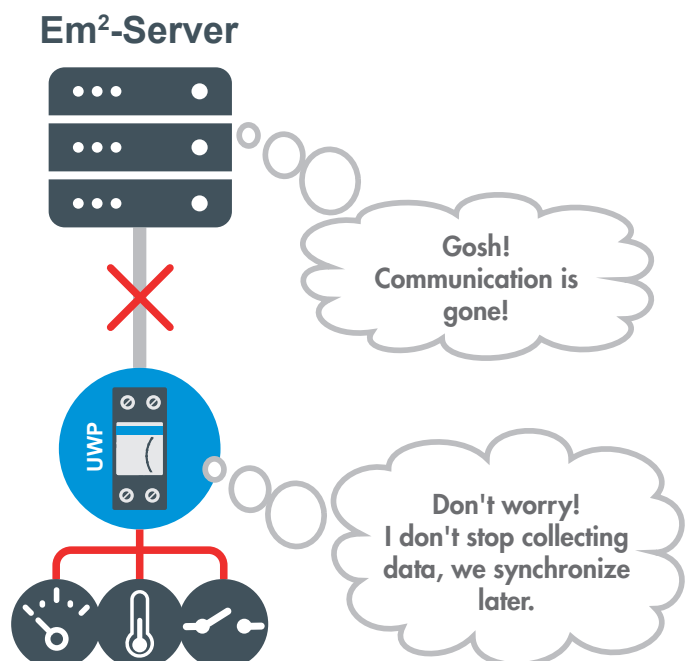 Em²-Server
Gosh!
Communication is
gone!
UWP
Don't worry!
I don't stop collecting
data, we synchronize
later.